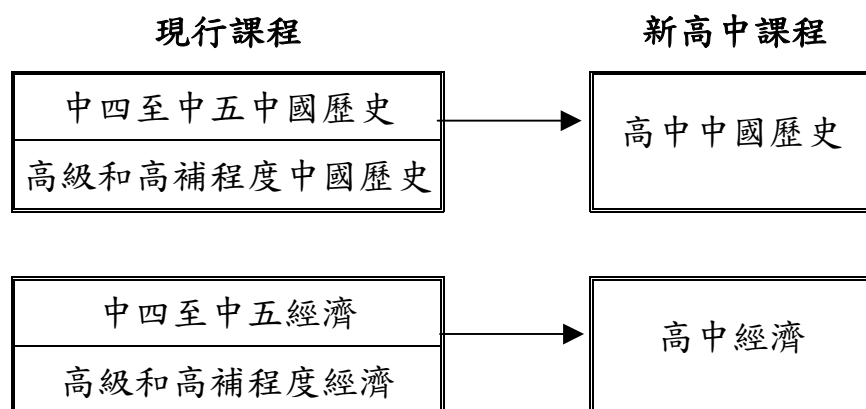 現行課程
新高中課程
中四至中五中國歷史
高級和高補程度中國歷史
高中中國歷史
中四至中五經濟
高級和高補程度經濟
高中經濟